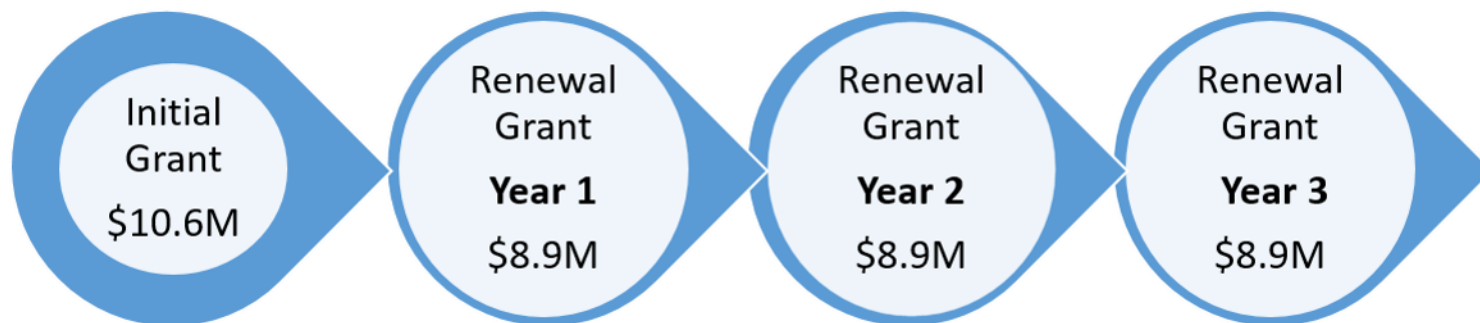 Initial
Grant
$10.6M
Renewal
Grant
Year 1
$8.9M
Renewal
Grant
Year 2
$8.9M
Renewal
Grant
Year 3
$8.9M